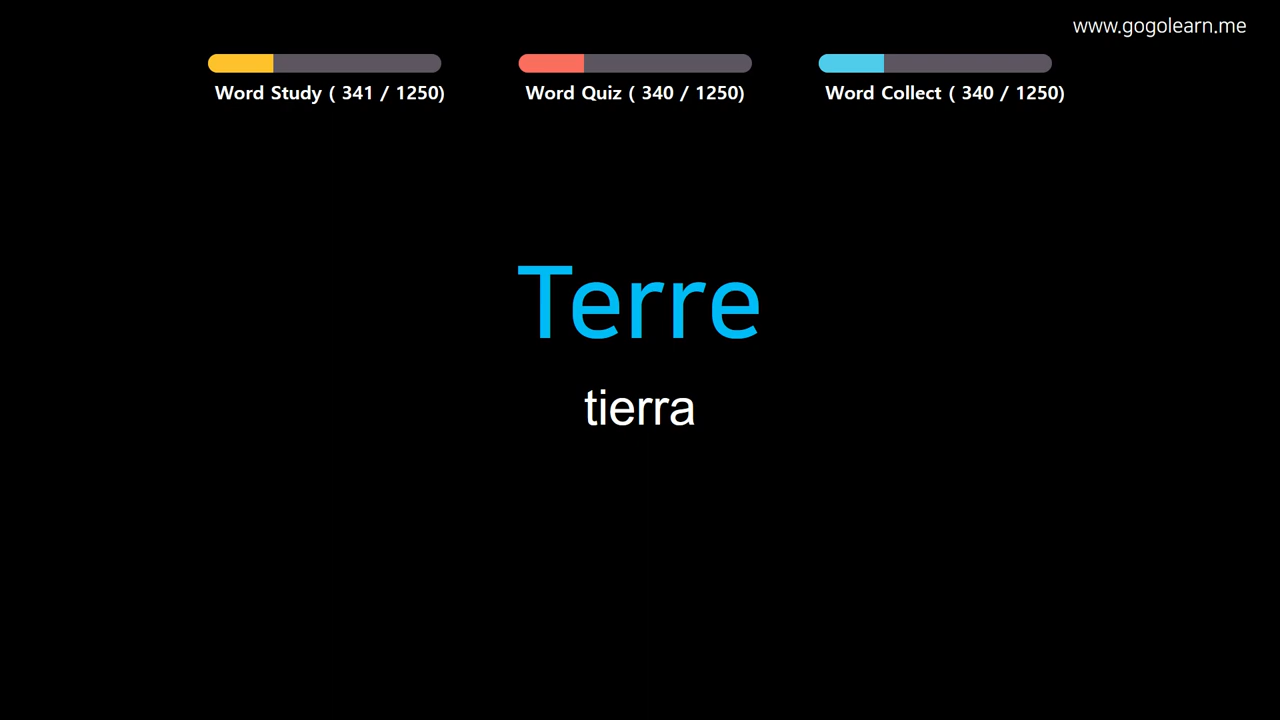 www.gogolearn.me
Word Study ( 341 / 1250)
Word Quiz ( 340 / 1250)
Word Collect ( 340 / 1250)
Terre
tierra